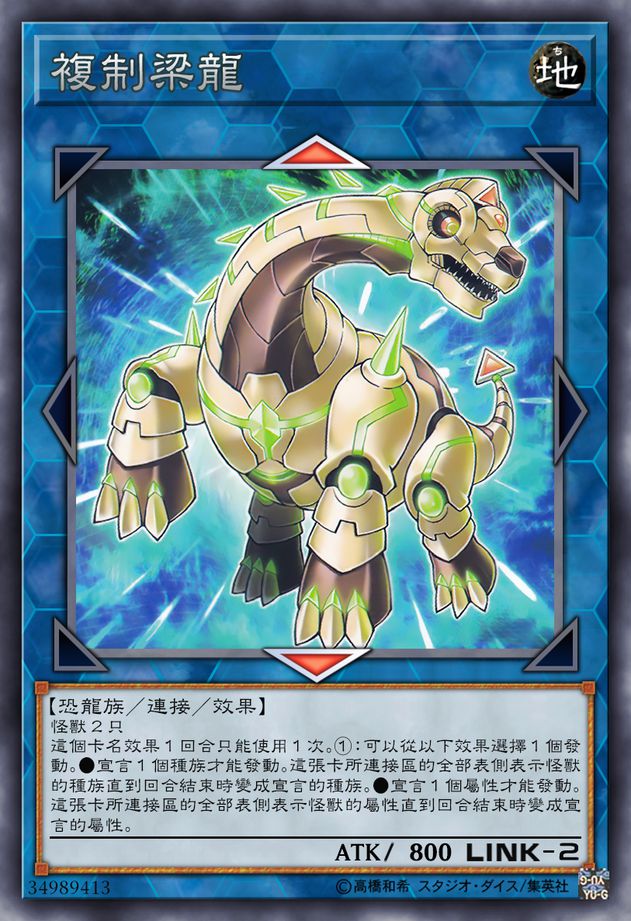 複制梁龍
ち
地
【恐龍族／連接／效果】
怪獸２只
這個卡名效果１回合只能使用１次。①:可以從以下效果選擇１個發
動。●宣言１個種族才能發動。這張卡所連接區的全部表側表示怪獸
的種族直到回合結束時變成宣言的種族。●宣言１個屬性才能發動。
這張卡所連接區的全部表側表示怪獸的屬性直到回合結束時變成宣
言的屬性。
ATK/ 800 LINK-2
34989413
©高橋和希 スタジオ・ダイス/集英社